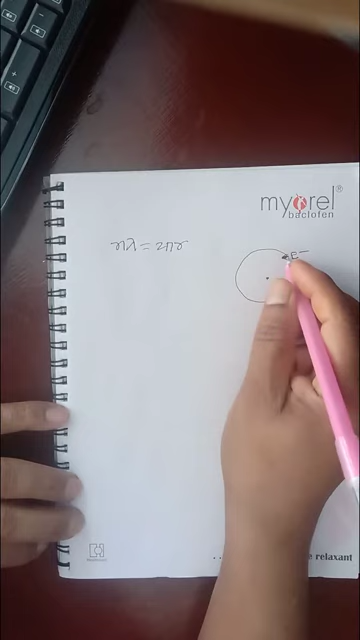 myorel®
baclofen
nλ = 2πr
E⁻
e relaxant